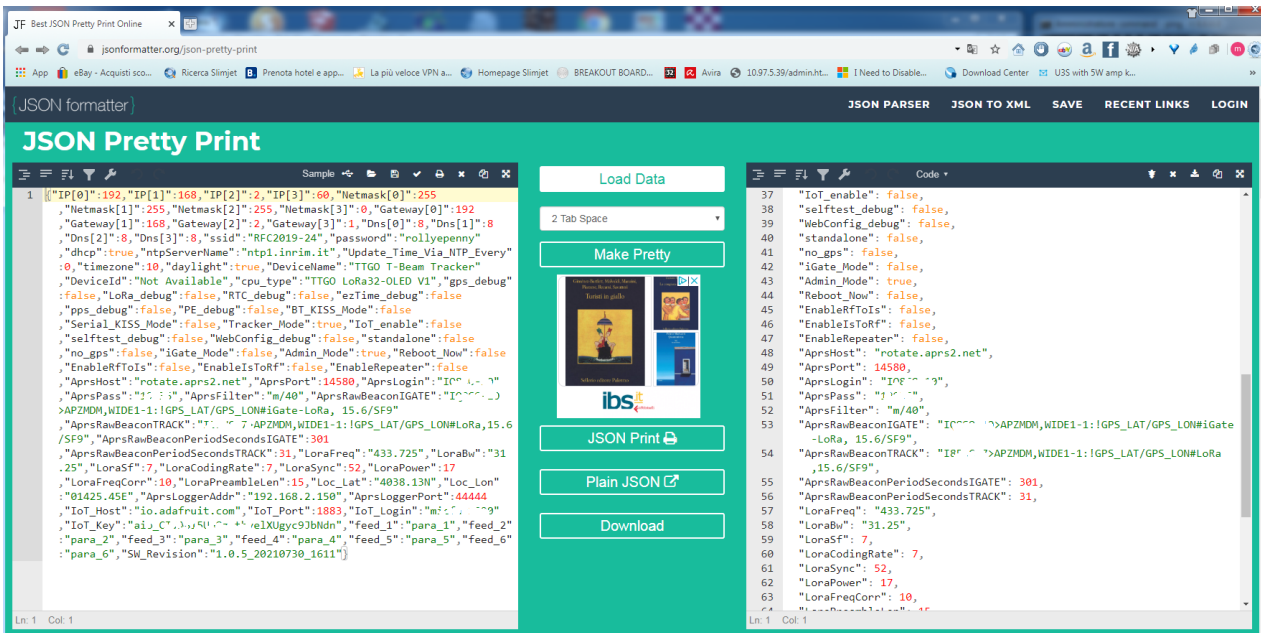 JF Best JSON Pretty Print Online
jsonformatter.org/json-pretty-print
App eBay - Acquisti sco... Ricerca Slimjet Prenota hotel e app... La più veloce VPN a... Homepage Slimjet BREAKOUT BOARD... 32 Avira 10.97.5.39/admin.ht... I Need to Disable... Download Center U3S with 5W amp k... »
{JSON formatter} JSON PARSER JSON TO XML SAVE RECENT LINKS LOGIN
JSON Pretty Print
Sample
1 {"IP[0]":192,"IP[1]":168,"IP[2]":2,"IP[3]":60,"Netmask[0]":255
,"Netmask[1]":255,"Netmask[2]":255,"Netmask[3]":0,"Gateway[0]":192
,"Gateway[1]":168,"Gateway[2]":2,"Gateway[3]":1,"Dns[0]":8,"Dns[1]":8
,"Dns[2]":8,"Dns[3]":8,"ssid":"RFC2019-24","password":"rollyepenny"
,"dhcp":true,"ntpServerName":"ntp1.inrim.it","Update_Time_Via_NTP_Every"
:0,"timezone":10,"daylight":true,"DeviceName":"TTGO T-Beam Tracker"
,"DeviceId":"Not Available","cpu_type":"TTGO LoRa32-OLED V1","gps_debug"
:false,"LoRa_debug":false,"RTC_debug":false,"ezTime_debug":false
,"pps_debug":false,"PE_debug":false,"BT_KISS_Mode":false
,"Serial_KISS_Mode":false,"Tracker_Mode":true,"IoT_enable":false
,"selftest_debug":false,"WebConfig_debug":false,"standalone":false
,"no_gps":false,"iGate_Mode":false,"Admin_Mode":true,"Reboot_Now":false
,"EnableRfToIs":false,"EnableIsToRf":false,"EnableRepeater":false
,"AprsHost":"rotate.aprs2.net","AprsPort":14580,"AprsLogin":
,"AprsPass": ,"AprsFilter":"m/40","AprsRawBeaconIGATE":
>APZMDM,WIDE1-1:!GPS_LAT/GPS_LON#iGate-LoRa, 15.6/SF9"
,"AprsRawBeaconTRACK": >APZMDM,WIDE1-1:!GPS_LAT/GPS_LON#LoRa,15.6
/SF9","AprsRawBeaconPeriodSecondsIGATE":301
,"AprsRawBeaconPeriodSecondsTRACK":31,"LoraFreq":"433.725","LoraBw":"31
.25","LoraSf":7,"LoraCodingRate":7,"LoraSync":52,"LoraPower":17
,"LoraFreqCorr":10,"LoraPreambleLen":15,"Loc_Lat":"4038.13N","Loc_Lon"
:"01425.45E","AprsLoggerAddr":"192.168.2.150","AprsLoggerPort":44444
,"IoT_Host":"io.adafruit.com","IoT_Port":1883,"IoT_Login":
,"IoT_Key": ,"feed_1":"para_1","feed_2"
:"para_2","feed_3":"para_3","feed_4":"para_4","feed_5":"para_5","feed_6"
:"para_6","SW_Revision":"1.0.5_20210730_1611"}
Ln: 1 Col: 1
Load Data
2 Tab Space
Make Pretty
Tomati in giallo
ibs.it
JSON Print
Plain JSON
Download
Code
37 "IoT_enable": false,
38 "selftest_debug": false,
39 "WebConfig_debug": false,
40 "standalone": false,
41 "no_gps": false,
42 "iGate_Mode": false,
43 "Admin_Mode": true,
44 "Reboot_Now": false,
45 "EnableRfToIs": false,
46 "EnableIsToRf": false,
47 "EnableRepeater": false,
48 "AprsHost": "rotate.aprs2.net",
49 "AprsPort": 14580,
50 "AprsLogin":
51 "AprsPass":
52 "AprsFilter": "m/40",
53 "AprsRawBeaconIGATE": >APZMDM,WIDE1-1:!GPS_LAT/GPS_LON#iGate
-LoRa, 15.6/SF9",
54 "AprsRawBeaconTRACK": >APZMDM,WIDE1-1:!GPS_LAT/GPS_LON#LoRa
,15.6/SF9",
55 "AprsRawBeaconPeriodSecondsIGATE": 301,
56 "AprsRawBeaconPeriodSecondsTRACK": 31,
57 "LoraFreq": "433.725",
58 "LoraBw": "31.25",
59 "LoraSf": 7,
60 "LoraCodingRate": 7,
61 "LoraSync": 52,
62 "LoraPower": 17,
63 "LoraFreqCorr": 10,
Ln: 1 Col: 1